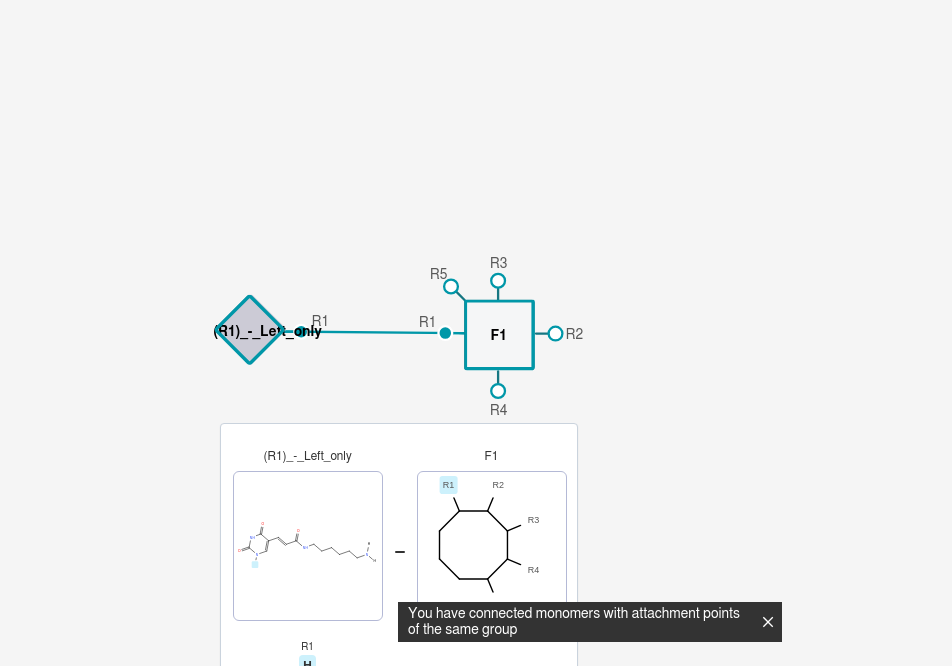 R3
R5
R1
R1
(R1)_-_Left_only
F1
R2
R4
(R1)_-_Left_only
F1
R1
R2
R3
R4
You have connected monomers with attachment points
of the same group
R1
H